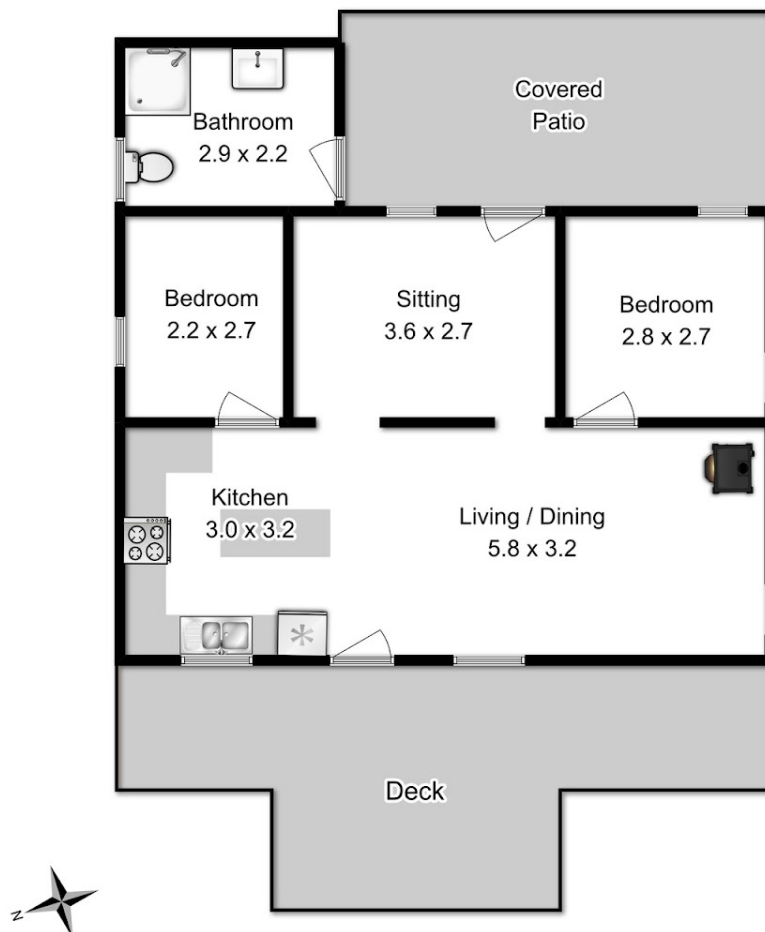 Covered
Patio
Bathroom
2.9 x 2.2
Bedroom
2.2 x 2.7
Sitting
3.6 x 2.7
Bedroom
2.8 x 2.7
Kitchen
3.0 x 3.2
Living / Dining
5.8 x 3.2
Deck
N